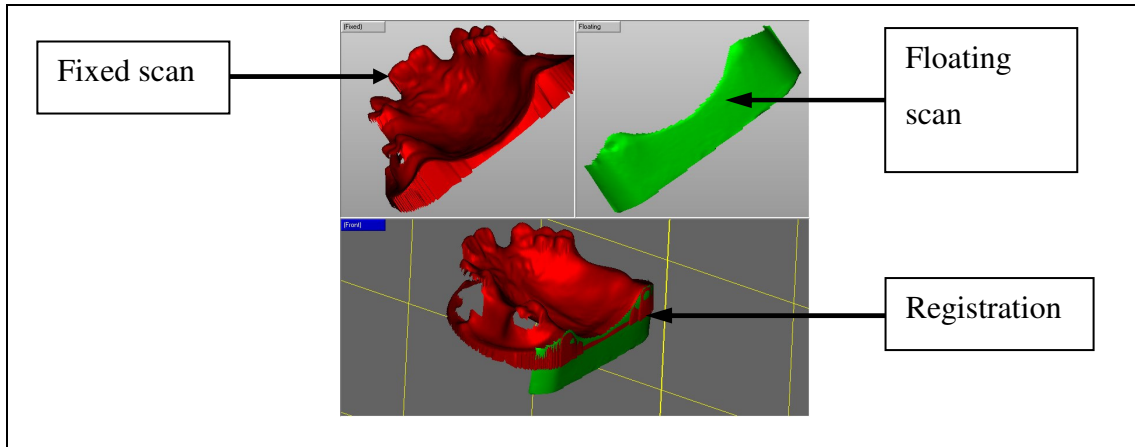 Fixed scan
(Fixed)
Floating
Floating
scan
(Front)
Registration